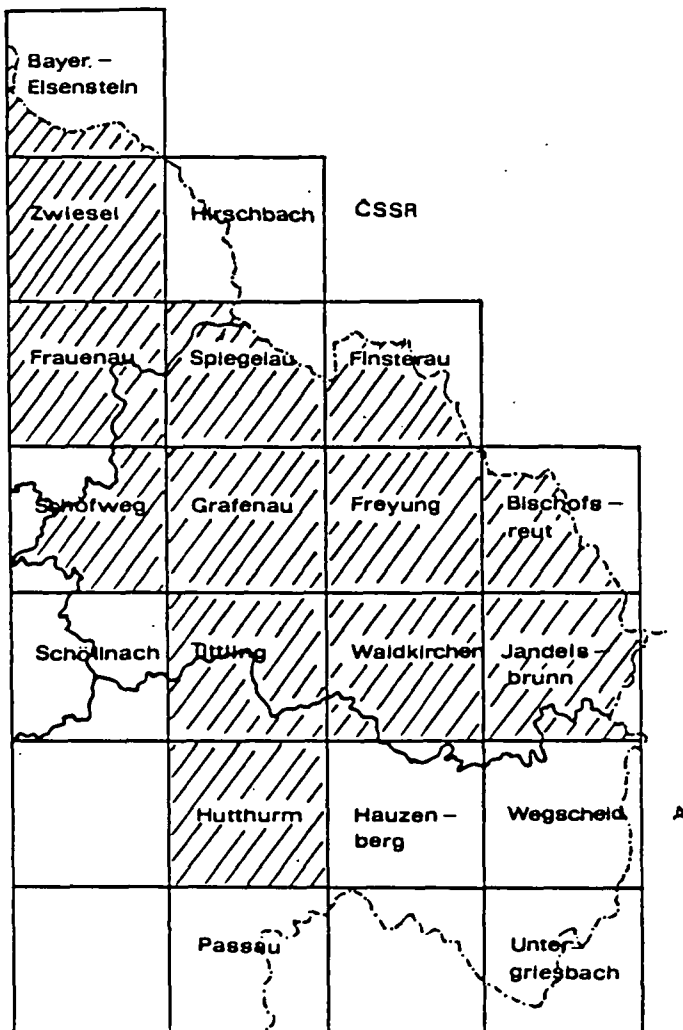 Bayer. –
Eisenstein
Zwiesel
Hirschbach
ČSSR
Frauenau
Spiegelau
Finsterau
Schöfweg
Grafenau
Freyung
Bischofs –
reut
Schöllnach
Tittling
Waldkirchen
Jandels –
brunn
Hutthurm
Hauzen –
berg
Wegscheid
A
Passau
Unter –
griesbach